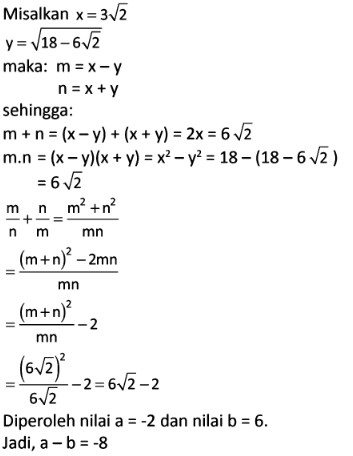 Misalkan x = 3√2
y = √(18 – 6√2)
maka: m = x – y
n = x + y
sehingga:
m + n = (x – y) + (x + y) = 2x = 6√2
m.n = (x – y)(x + y) = x² – y² = 18 – (18 – 6√2 )
= 6√2
m/n + n/m = (m² + n²)/mn
= ((m + n)² – 2mn)/mn
= (m + n)²/mn – 2
= (6√2)²/6√2 – 2 = 6√2 – 2
Diperoleh nilai a = -2 dan nilai b = 6.
Jadi, a – b = -8